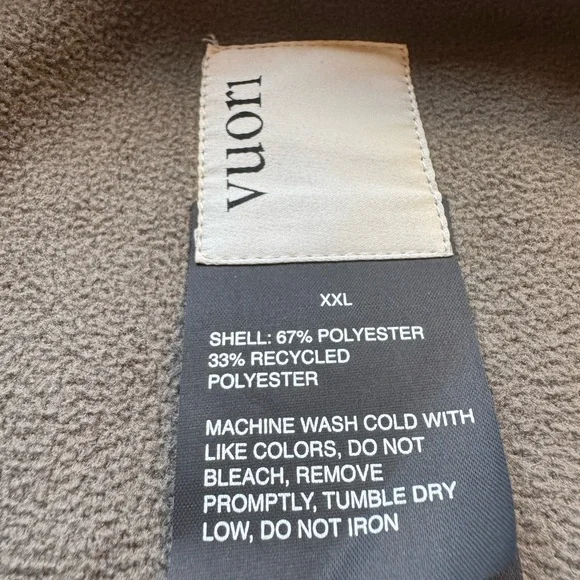 vuori
XXL
SHELL: 67% POLYESTER
33% RECYCLED
POLYESTER
MACHINE WASH COLD WITH
LIKE COLORS, DO NOT
BLEACH, REMOVE
PROMPTLY, TUMBLE DRY
LOW, DO NOT IRON